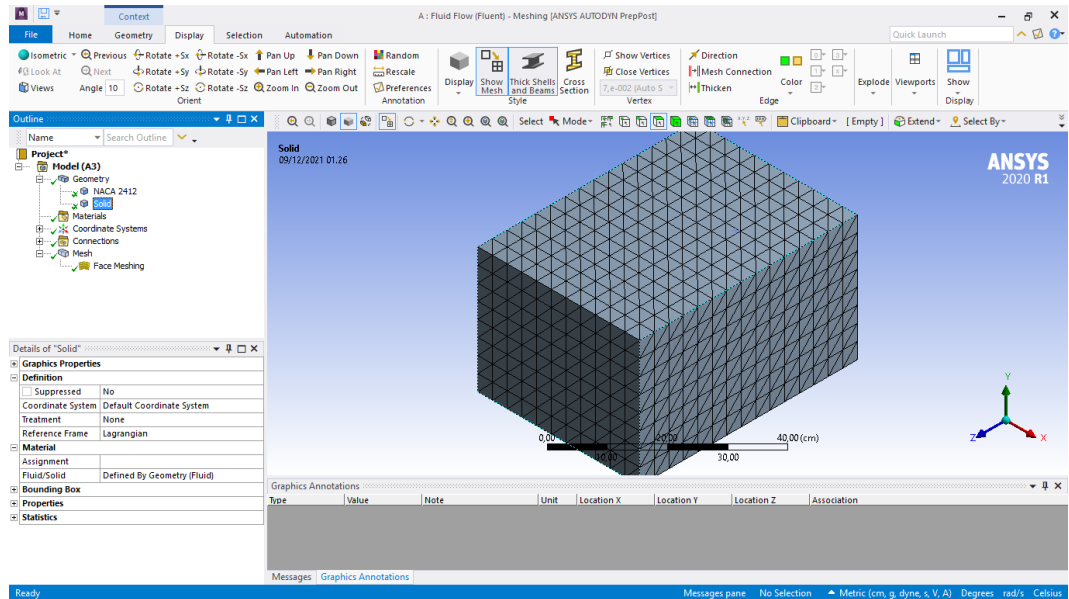 Context
A : Fluid Flow (Fluent) - Meshing [ANSYS AUTODYN PrepPost]
File Home Geometry Display Selection Automation
Quick Launch
Isometric Previous Rotate +Sx Rotate -Sx Pan Up Pan Down
Look At Next Rotate +Sy Rotate -Sy Pan Left Pan Right
Views Angle 10 Rotate +Sz Rotate -Sz Zoom In Zoom Out
Orient
Random
Rescale
Preferences
Annotation
Display Show Mesh Thick Shells and Beams Cross Section
Style
Show Vertices
Close Vertices
7,e-002 (Auto S
Vertex
Direction
Mesh Connection
Thicken
Color
Edge
Explode Viewports Show
Display
Outline
Name Search Outline
Select Mode Clipboard [ Empty ] Extend Select By
Project*
Model (A3)
Geometry
NACA 2412
Solid
Materials
Coordinate Systems
Connections
Mesh
Face Meshing
Solid
09/12/2021 01.26
ANSYS
2020 R1
Details of "Solid"
Graphics Properties
Definition
Suppressed No
Coordinate System Default Coordinate System
Treatment None
Reference Frame Lagrangian
Material
Assignment
Fluid/Solid Defined By Geometry (Fluid)
Bounding Box
Properties
Statistics
0,00 20,00 40,00 (cm)
10,00 30,00
Y
Z X
Graphics Annotations
Type Value Note Unit Location X Location Y Location Z Association
Messages Graphics Annotations
Ready Messages pane No Selection Metric (cm, g, dyne, s, V, A) Degrees rad/s Celsius